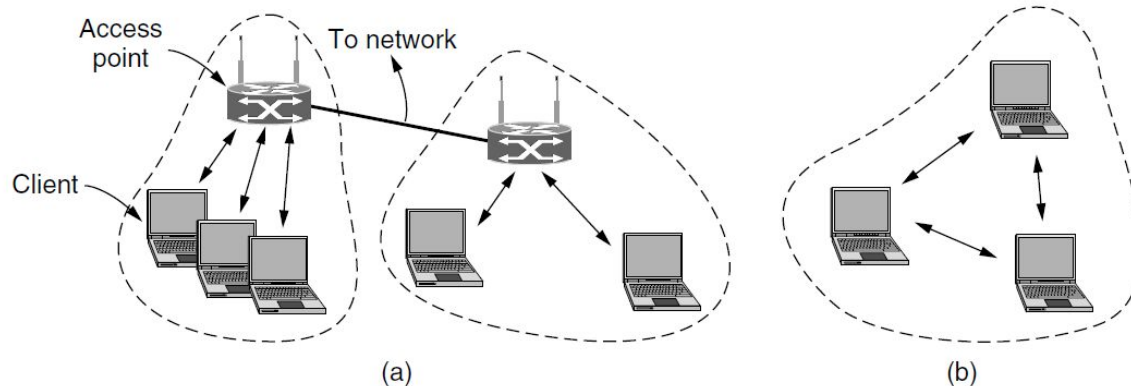 Access
point
To network
Client
(a)
(b)